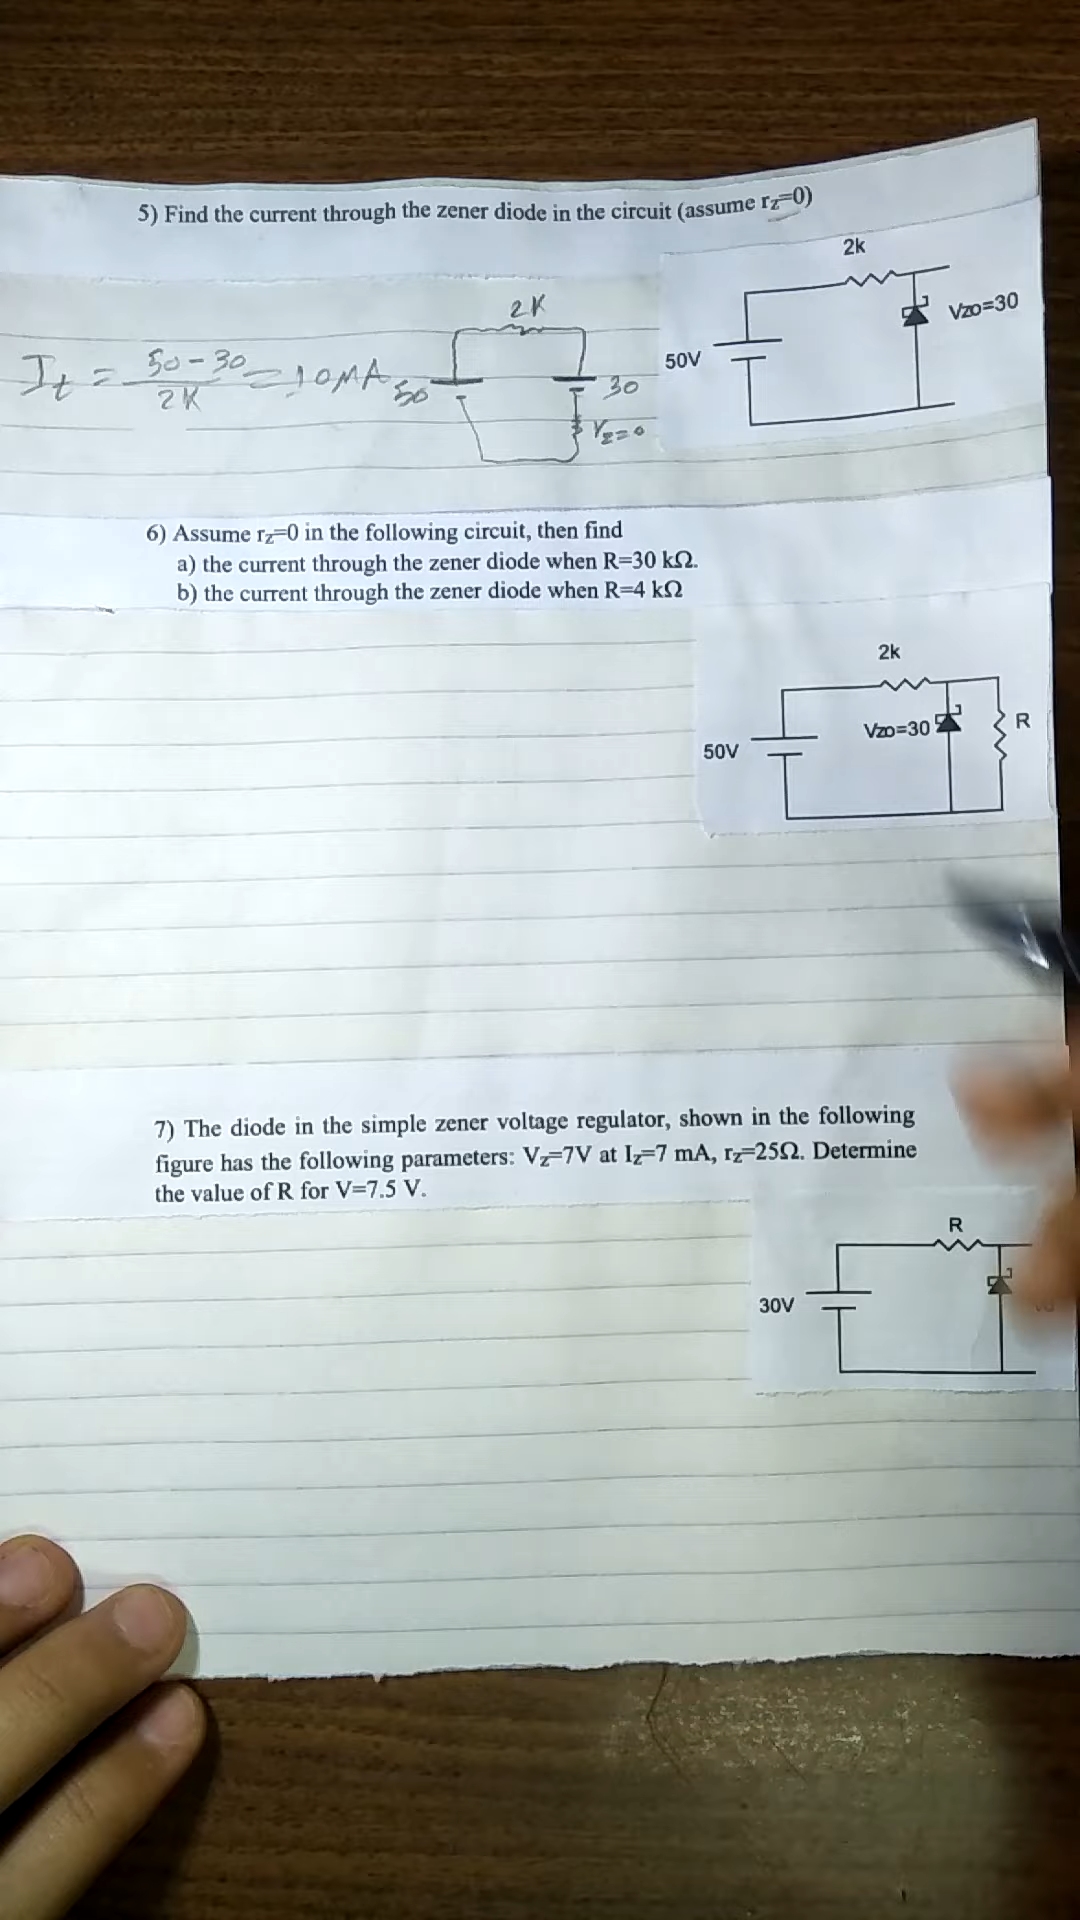 5) Find the current through the zener diode in the circuit (assume rz=0)
2k
VZO=30
50V
2K
It = 50-30 / 2K = 10MA
50
30
rz=0
6) Assume rz=0 in the following circuit, then find
a) the current through the zener diode when R=30 kΩ.
b) the current through the zener diode when R=4 kΩ
2k
VZO=30
R
50V
7) The diode in the simple zener voltage regulator, shown in the following
figure has the following parameters: Vz=7V at Iz=7 mA, rz=25Ω. Determine
the value of R for V=7.5 V.
R
30V